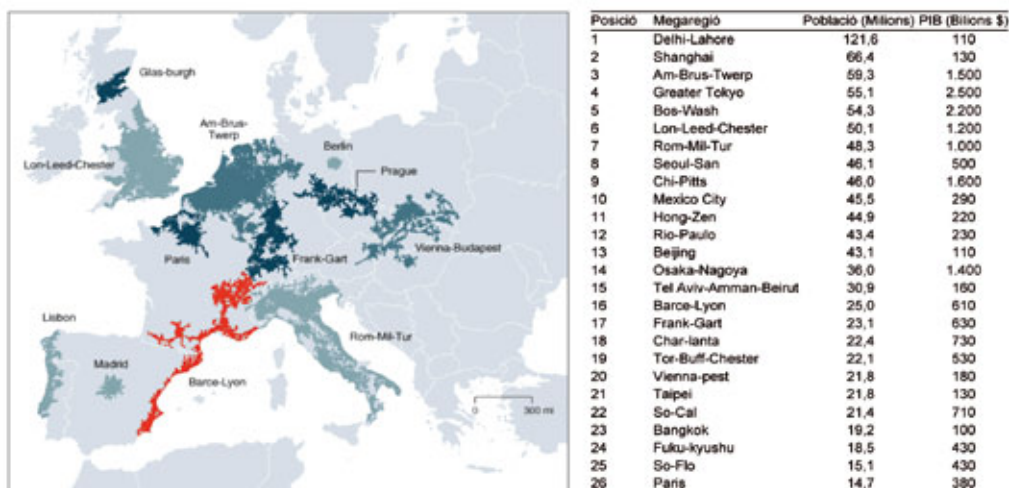 Glas-burgh
Am-Brus-
Twerp
Lon-Leed-Chester
Berlin
Prague
Paris
Frank-Gart
Vienna-Budapest
Lisbon
Madrid
Rom-Mil-Tur
Barce-Lyon
0 300 mi
Posició Megaregió Població (Milions) PIB (Bilions $)
1 Delhi-Lahore 121,6 110
2 Shanghai 66,4 130
3 Am-Brus-Twerp 59,3 1.500
4 Greater Tokyo 55,1 2.500
5 Bos-Wash 54,3 2.200
6 Lon-Leed-Chester 50,1 1.200
7 Rom-Mil-Tur 48,3 1.000
8 Seoul-San 46,1 500
9 Chi-Pitts 46,0 1.600
10 Mexico City 45,5 290
11 Hong-Zen 44,9 220
12 Rio-Paulo 43,4 230
13 Beijing 43,1 110
14 Osaka-Nagoya 36,0 1.400
15 Tel Aviv-Amman-Beirut 30,9 160
16 Barce-Lyon 25,0 610
17 Frank-Gart 23,1 630
18 Char-lanta 22,4 730
19 Tor-Buff-Chester 22,1 530
20 Vienna-pest 21,8 180
21 Taipei 21,8 130
22 So-Cal 21,4 710
23 Bangkok 19,2 100
24 Fuku-kyushu 18,5 430
25 So-Flo 15,1 430
26 Paris 14,7 380